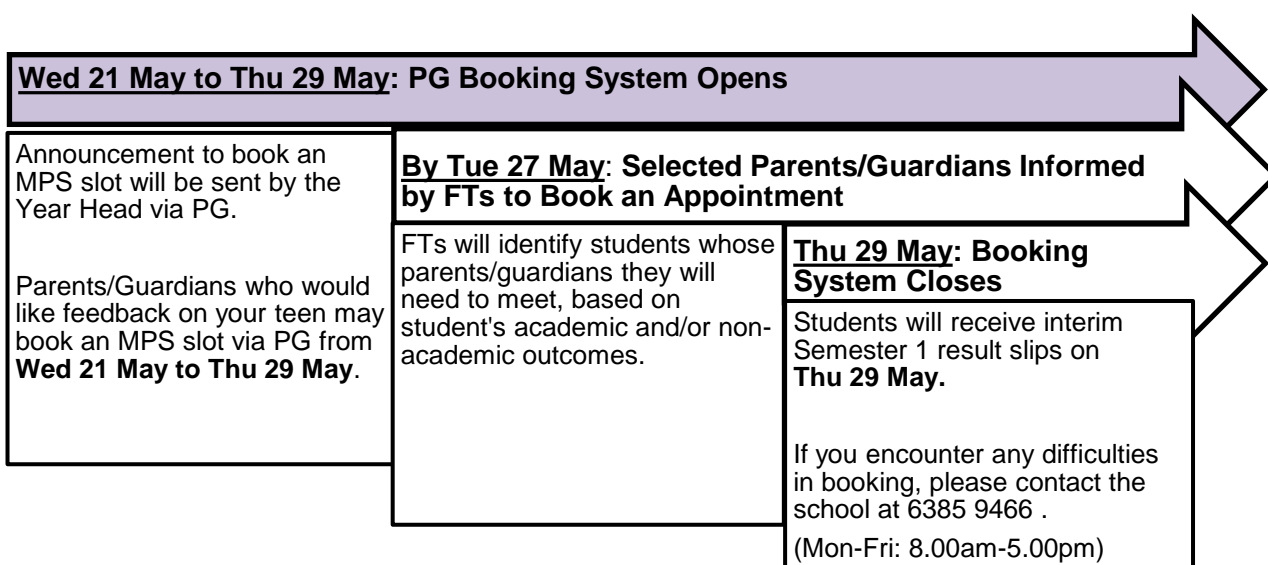 Wed 21 May to Thu 29 May: PG Booking System Opens
Announcement to book an
MPS slot will be sent by the
Year Head via PG.
Parents/Guardians who would
like feedback on your teen may
book an MPS slot via PG from
Wed 21 May to Thu 29 May.
By Tue 27 May: Selected Parents/Guardians Informed
by FTs to Book an Appointment
FTs will identify students whose
parents/guardians they will
need to meet, based on
student's academic and/or non-
academic outcomes.
Thu 29 May: Booking
System Closes
Students will receive interim
Semester 1 result slips on
Thu 29 May.
If you encounter any difficulties
in booking, please contact the
school at 6385 9466 .
(Mon-Fri: 8.00am-5.00pm)